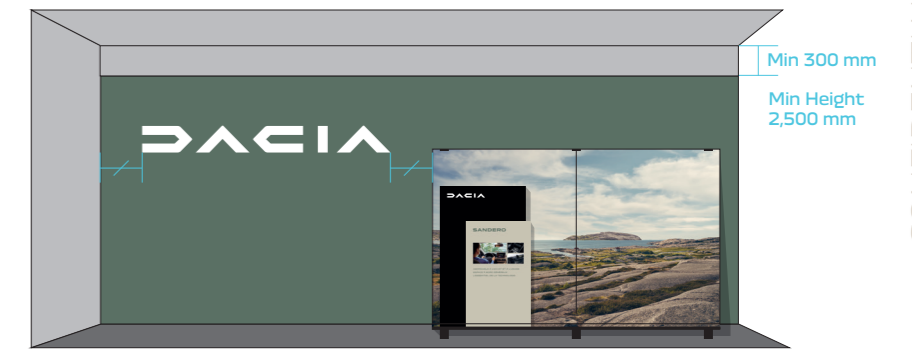 Min 300 mm
Min Height
2,500 mm
DACIA
DACIA
SANDERO